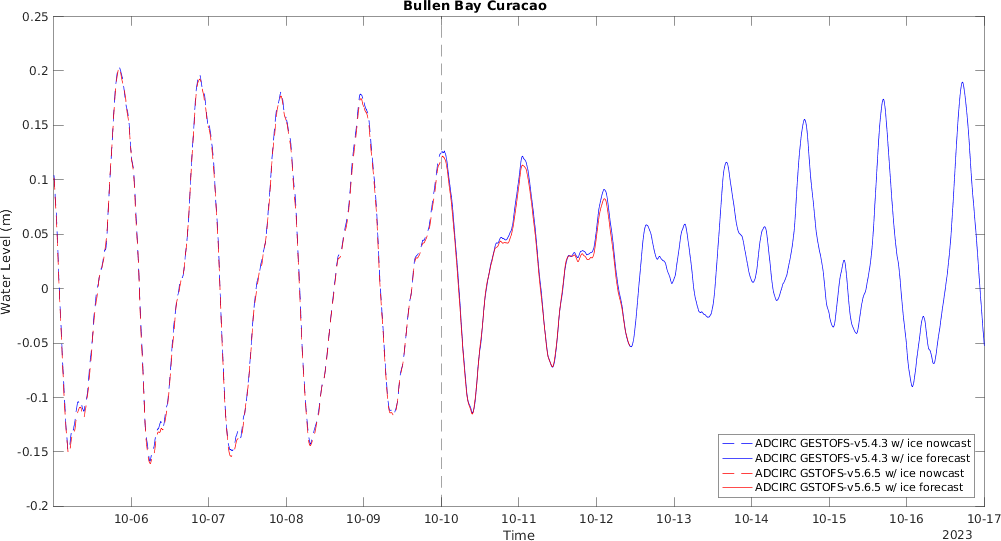 Bullen Bay Curacao
0.25
0.2
0.15
0.1
0.05
0
-0.05
-0.1
-0.15
-0.2
Water Level (m)
10-06 10-07 10-08 10-09 10-10 10-11 10-12 10-13 10-14 10-15 10-16 10-17
Time
2023
ADCIRC GESTOFS-v5.4.3 w/ ice nowcast
ADCIRC GESTOFS-v5.4.3 w/ ice forecast
ADCIRC GSTOFS-v5.6.5 w/ ice nowcast
ADCIRC GSTOFS-v5.6.5 w/ ice forecast